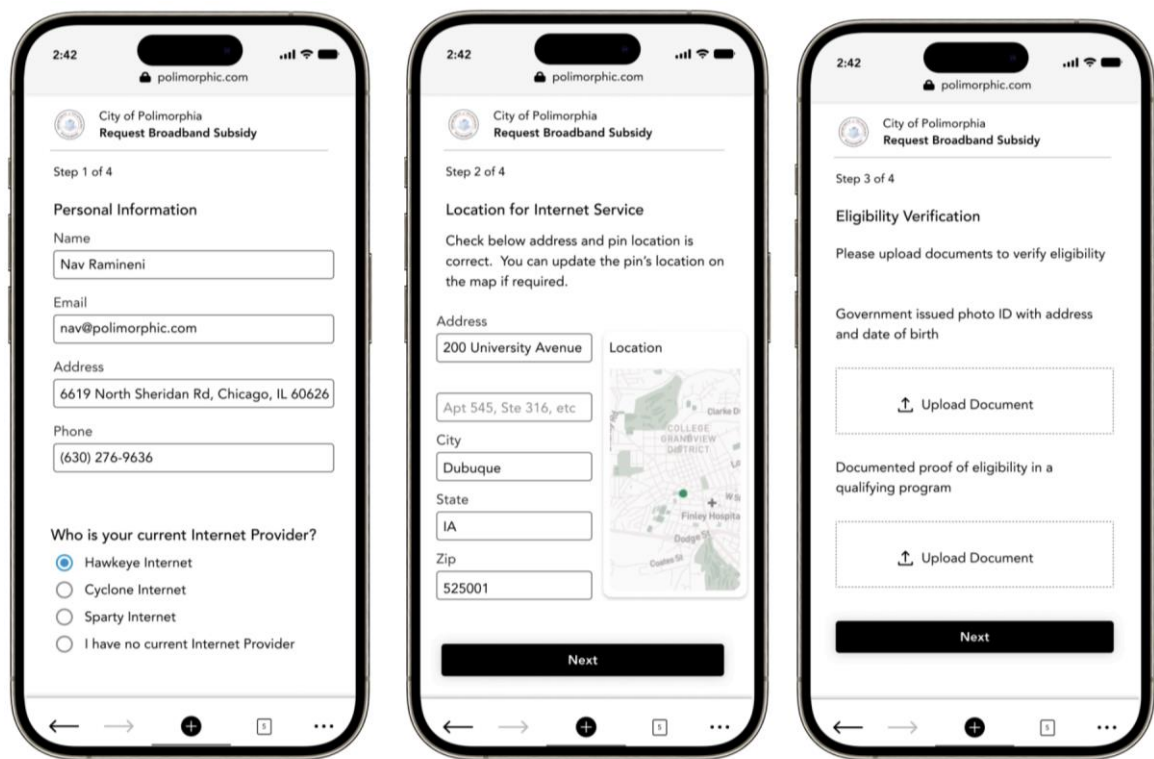 2:42
polimorphic.com
City of Polimorphia
Request Broadband Subsidy
Step 1 of 4
Personal Information
Name
Nav Ramineni
Email
nav@polimorphic.com
Address
6619 North Sheridan Rd, Chicago, IL 60626
Phone
(630) 276-9636
Who is your current Internet Provider?
Hawkeye Internet
Cyclone Internet
Sparty Internet
I have no current Internet Provider
5
2:42
polimorphic.com
City of Polimorphia
Request Broadband Subsidy
Step 2 of 4
Location for Internet Service
Check below address and pin location is
correct. You can update the pin's location on
the map if required.
Address
200 University Avenue
Apt 545, Ste 316, etc
City
Dubuque
State
IA
Zip
525001
Location
Clarke D
COLLEGE
GRANDVIEW
DISTRICT
Finley Hospita
Dodge St
Coates St
Next
5
2:42
polimorphic.com
City of Polimorphia
Request Broadband Subsidy
Step 3 of 4
Eligibility Verification
Please upload documents to verify eligibility
Government issued photo ID with address
and date of birth
Upload Document
Documented proof of eligibility in a
qualifying program
Upload Document
Next
5